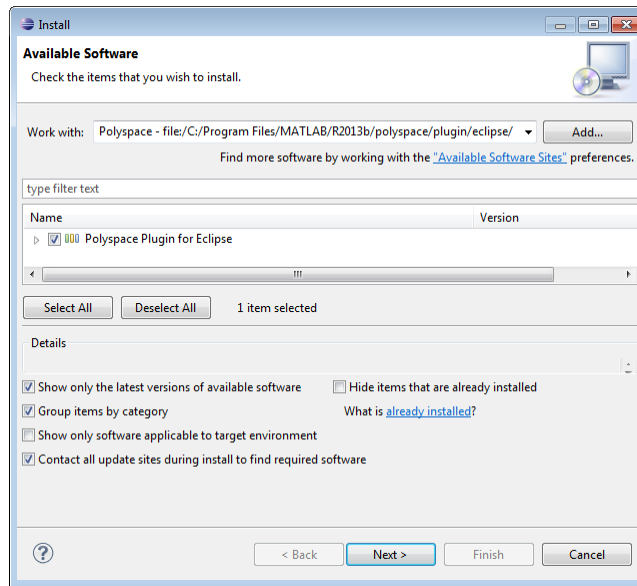 Install
Available Software
Check the items that you wish to install.
Work with: Polyspace - file:/C:/Program Files/MATLAB/R2013b/polyspace/plugin/eclipse/ Add...
Find more software by working with the "Available Software Sites" preferences.
type filter text
Name Version
Polyspace Plugin for Eclipse
Select All Deselect All 1 item selected
Details
Show only the latest versions of available software Hide items that are already installed
Group items by category What is already installed?
Show only software applicable to target environment
Contact all update sites during install to find required software
? < Back Next > Finish Cancel